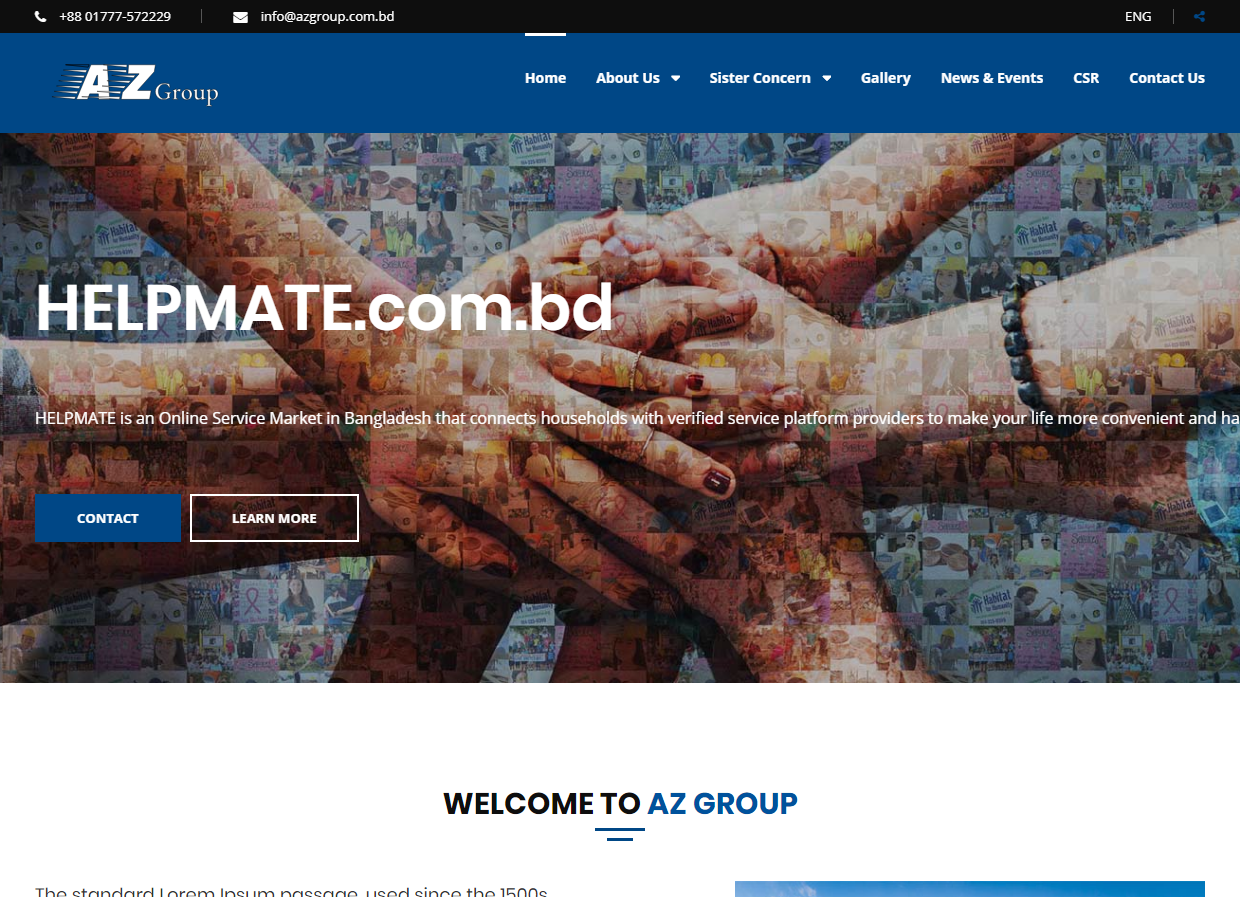 +88 01777-572229
info@azgroup.com.bd
ENG
AZ Group
Home
About Us
Sister Concern
Gallery
News & Events
CSR
Contact Us
HELPMATE.com.bd
HELPMATE is an Online Service Market in Bangladesh that connects households with verified service platform providers to make your life more convenient and ha
CONTACT
LEARN MORE
WELCOME TO AZ GROUP
The standard Lorem Ipsum passage, used since the 1500s